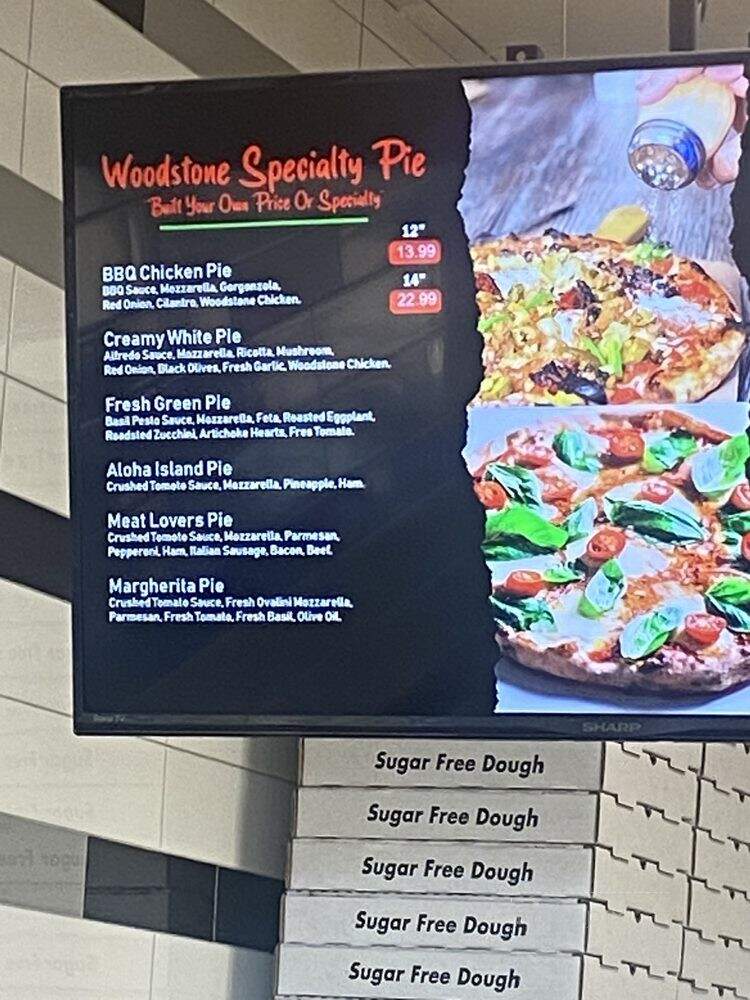 Woodstone Specialty Pie
"Built Your Own Price Or Specialty"
12"
13.99
14"
22.99
BBQ Chicken Pie
BBQ Sauce, Mozzarella, Gorgonzola,
Red Onion, Cilantro, Woodstone Chicken.
Creamy White Pie
Alfredo Sauce, Mozzarella, Ricotta, Mushroom,
Red Onion, Black Olives, Fresh Garlic, Woodstone Chicken.
Fresh Green Pie
Basil Pesto Sauce, Mozzarella, Feta, Roasted Eggplant,
Roadsted Zucchini, Artichoke Hearts, Fres Tomato.
Aloha Island Pie
Crushed Tomato Sauce, Mozzarella, Pineapple, Ham.
Meat Lovers Pie
Crushed Tomato Sauce, Mozzarella, Parmesan,
Pepperoni, Ham, Italian Sausage, Bacon, Beef.
Margherita Pie
Crushed Tomato Sauce, Fresh Ovalini Mozzarella,
Parmesan, Fresh Tomato, Fresh Basil, Olive Oil.
Roku TV
SHARP
Sugar Free Dough
Sugar Free Dough
Sugar Free Dough
Sugar Free Dough
Sugar Free Dough